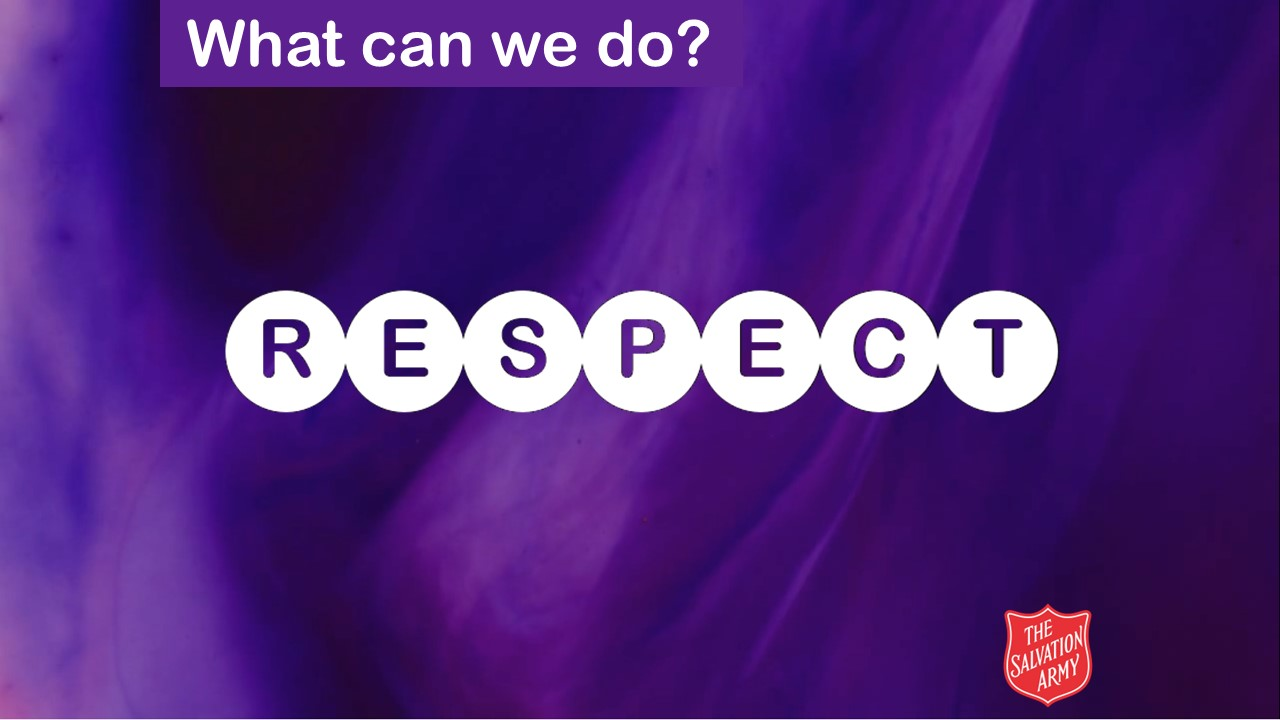 What can we do?
RESPECT
THE
SALVATION
ARMY